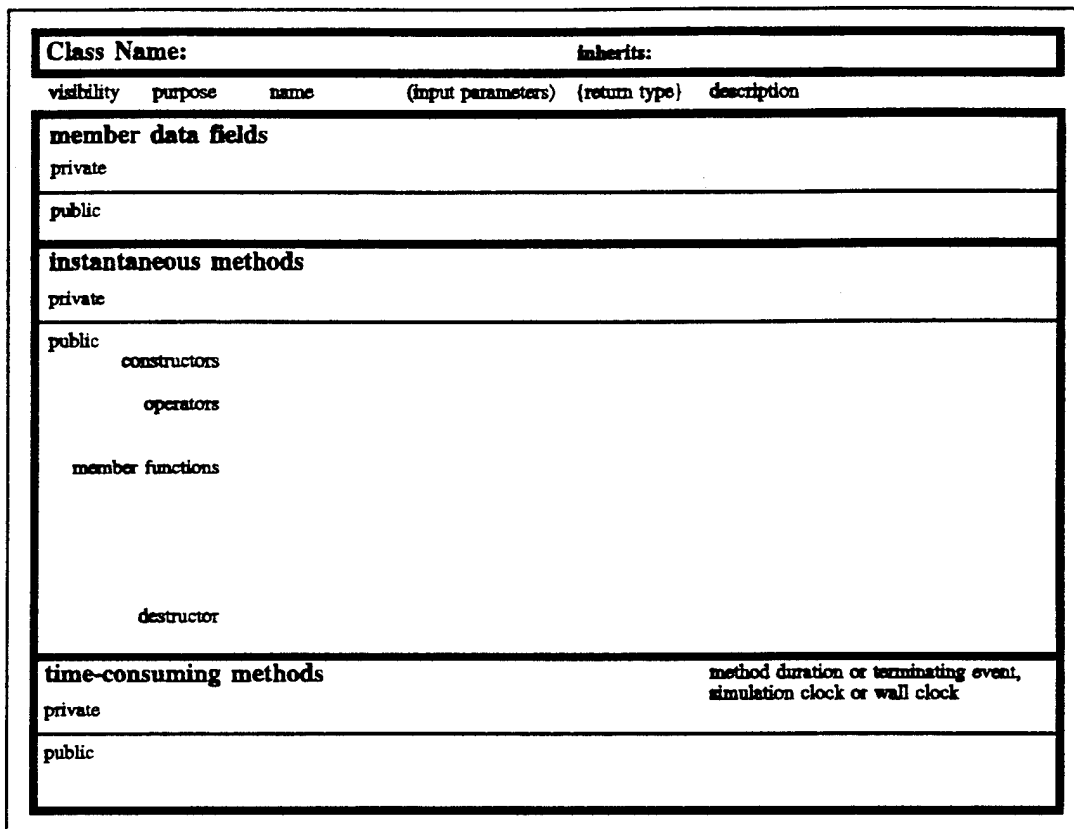 Class Name: inherits:
visibility purpose name (input parameters) {return type} description
member data fields
private
public
instantaneous methods
private
public
constructors
operators
member functions
destructor
time-consuming methods method duration or terminating event,
simulation clock or wall clock
private
public